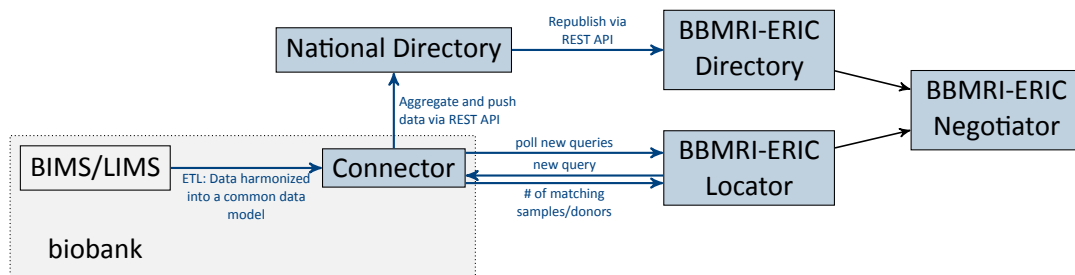 National Directory
Republish via
REST API
BBMRI-ERIC
Directory
BBMRI-ERIC
Negotiator
Aggregate and push
data via REST API
BIMS/LIMS
ETL: Data harmonized
into a common data
model
Connector
poll new queries
new query
# of matching
samples/donors
BBMRI-ERIC
Locator
biobank